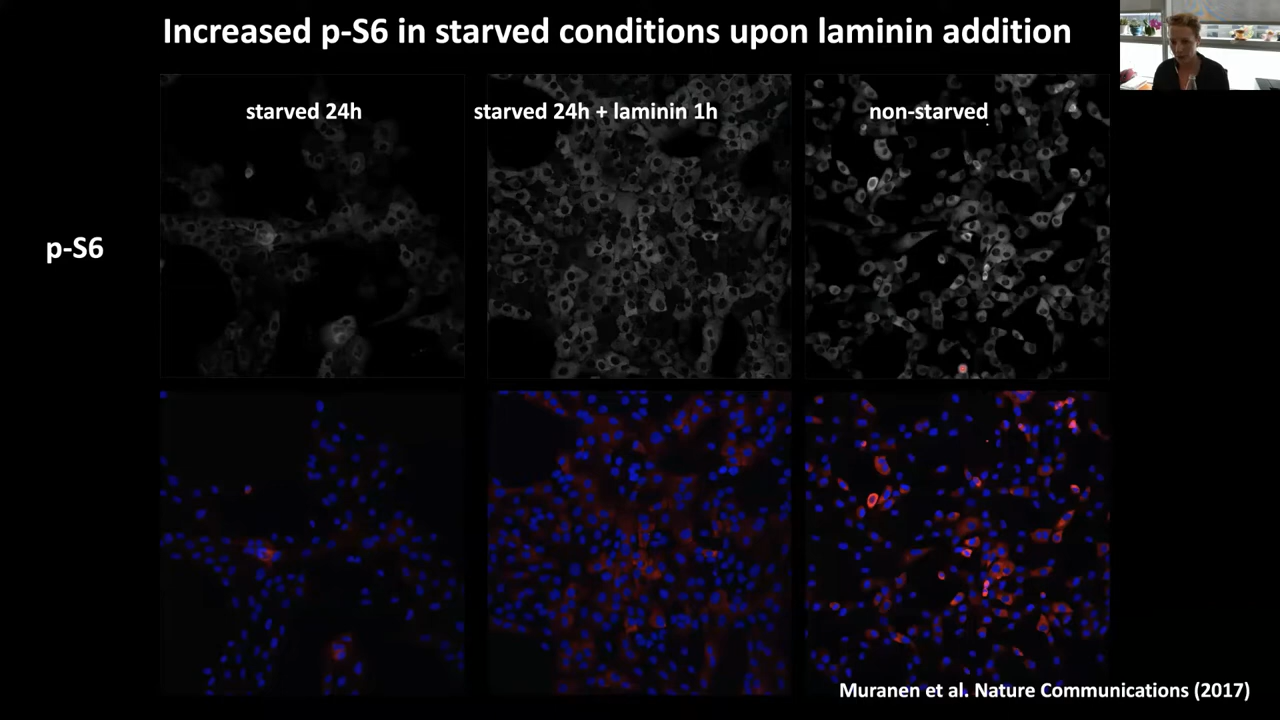 Increased p-S6 in starved conditions upon laminin addition
starved 24h
starved 24h + laminin 1h
non-starved
p-S6
Muranen et al. Nature Communications (2017)